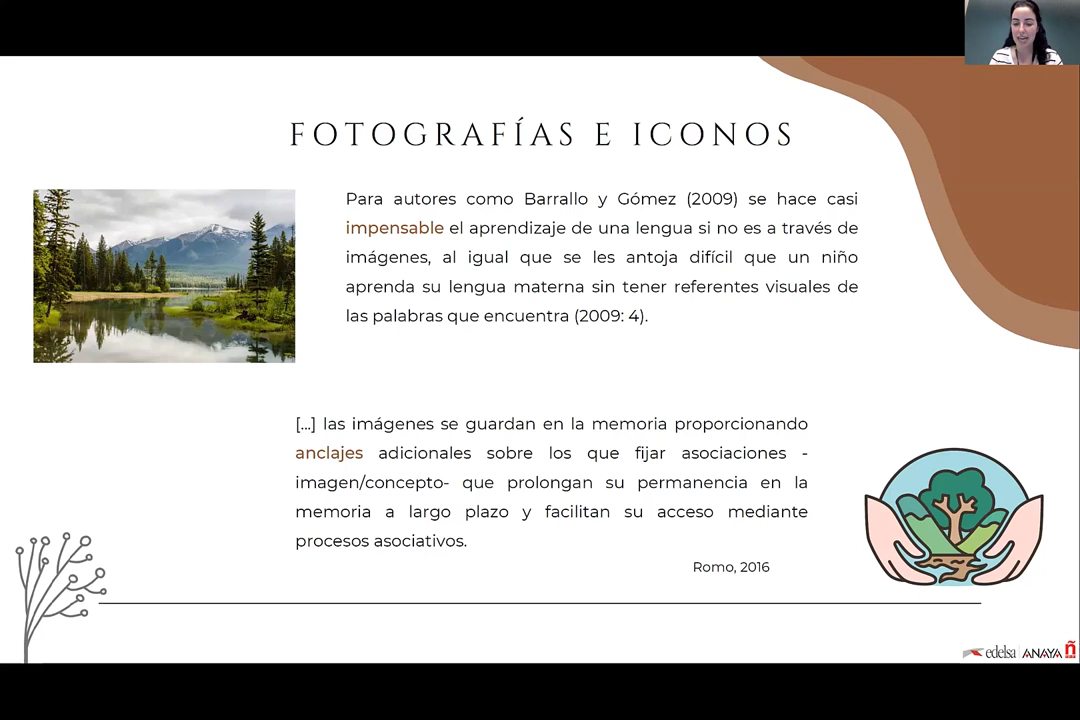 FOTOGRAFÍAS E ICONOS
Para autores como Barrallo y Gómez (2009) se hace casi
impensable el aprendizaje de una lengua si no es a través de
imágenes, al igual que se les antoja difícil que un niño
aprenda su lengua materna sin tener referentes visuales de
las palabras que encuentra (2009: 4).
[...] las imágenes se guardan en la memoria proporcionando
anclajes adicionales sobre los que fijar asociaciones -
imagen/concepto- que prolongan su permanencia en la
memoria a largo plazo y facilitan su acceso mediante
procesos asociativos.
Romo, 2016
edelsa ANAYA ñ